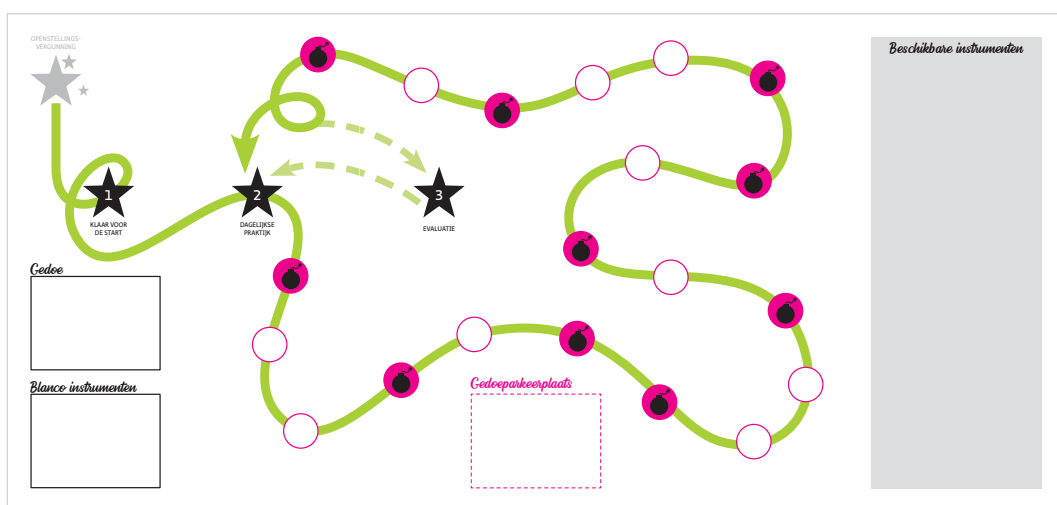 OPENSTELLINGS-
VERGUNNING
1
KLAAR VOOR
DE START
2
DAGELIJKSE
PRAKTIJK
3
EVALUATIE
Gedoe
Blanco instrumenten
Gedoeparkeerplaats
Beschikbare instrumenten